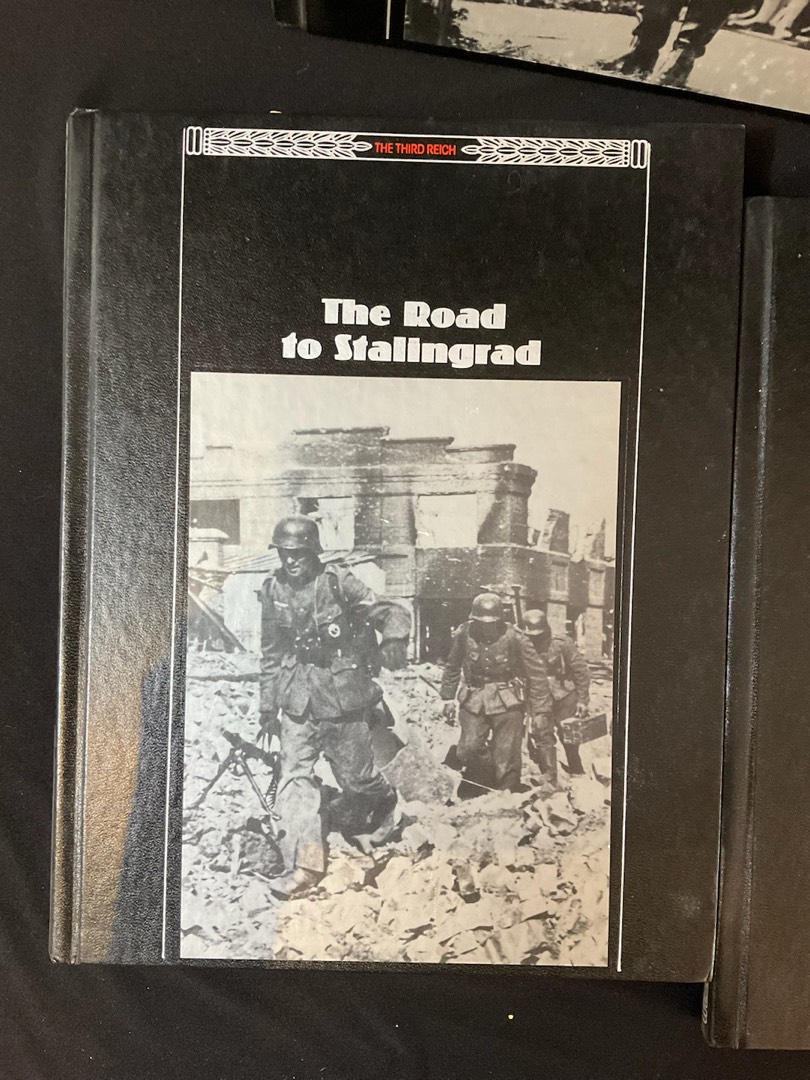 THE THIRD REICH
The Road
to Stalingrad